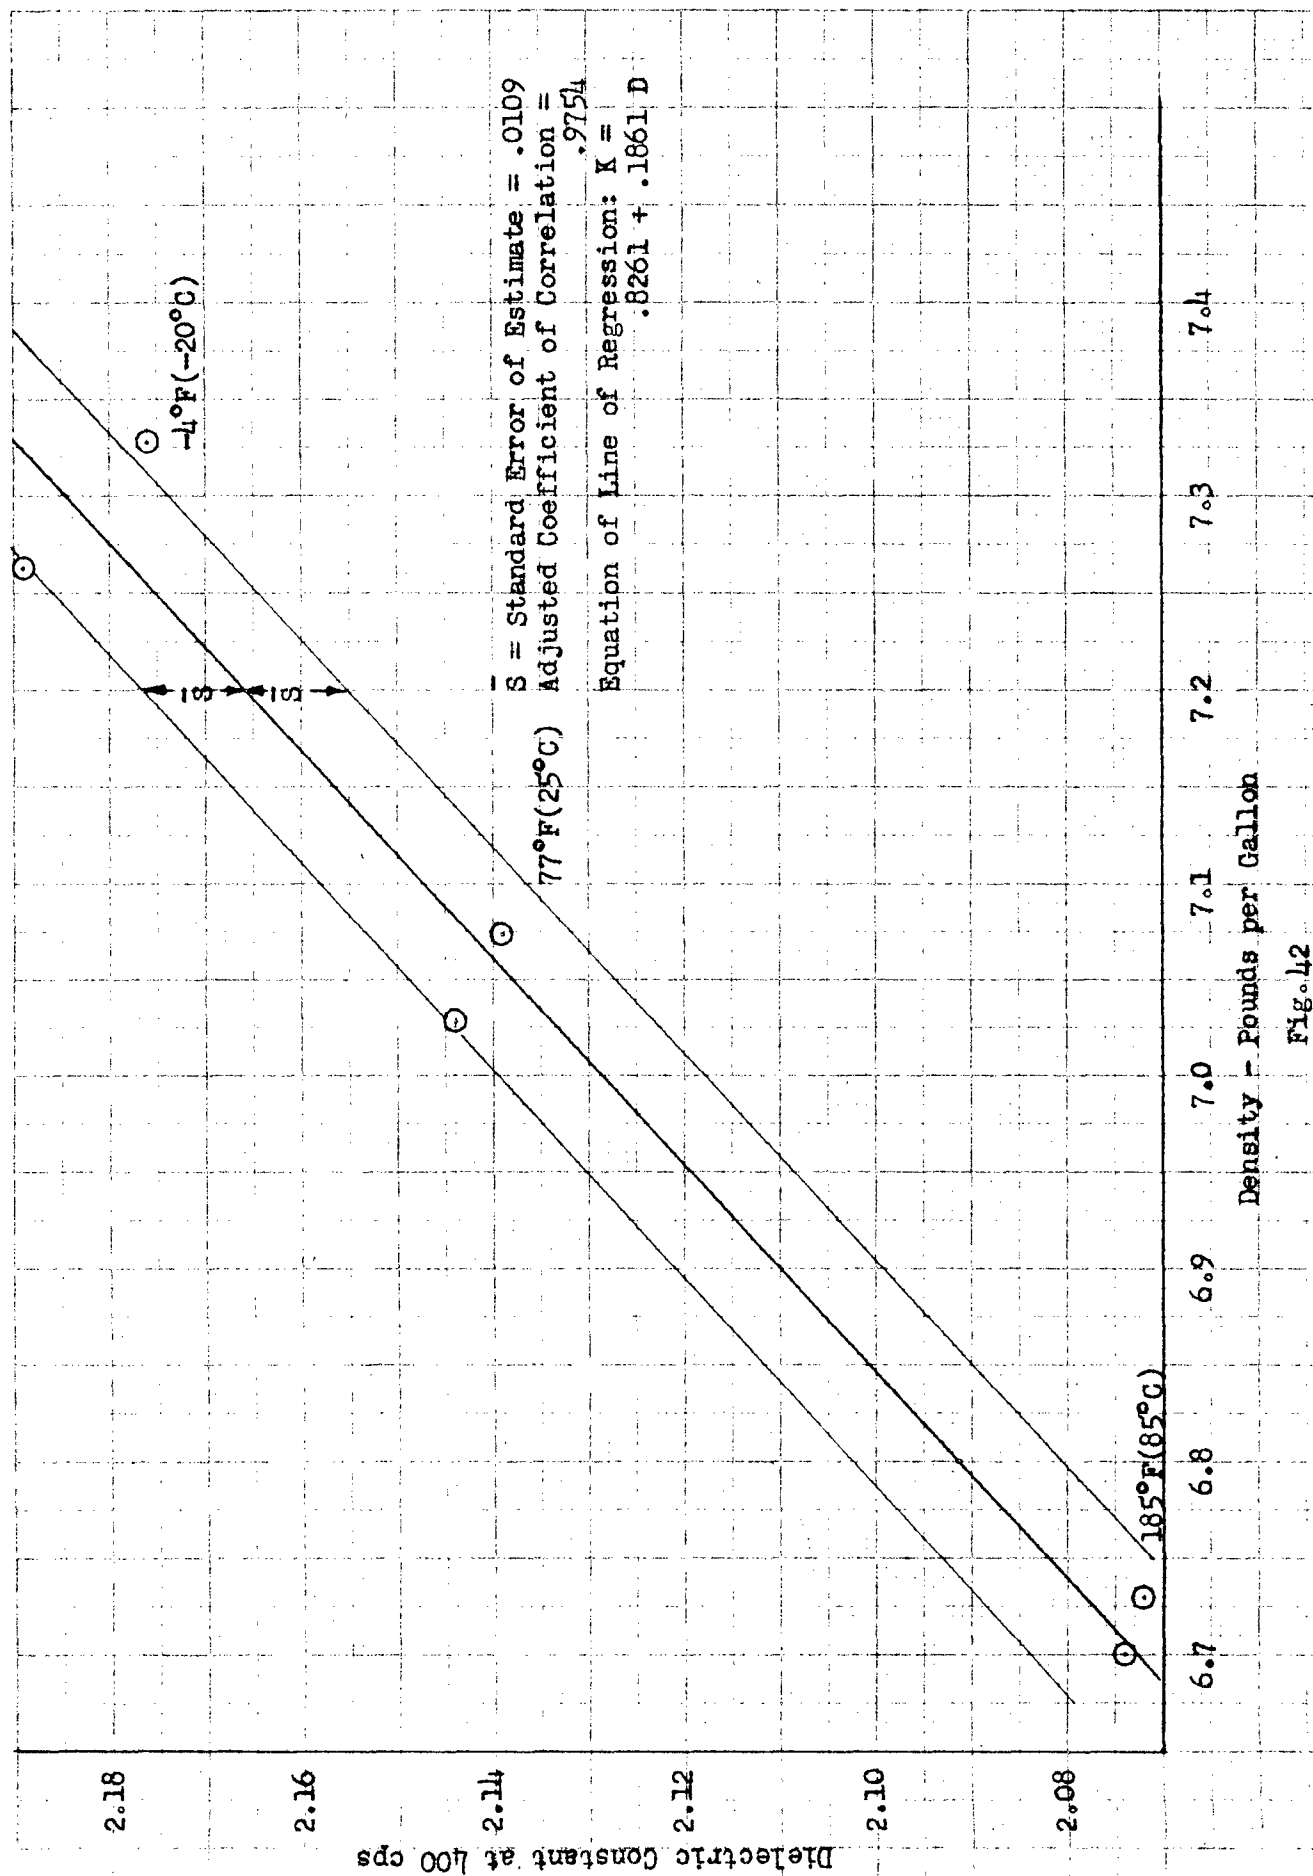 -4°F(-20°C)
S̄ = Standard Error of Estimate = .0109
Adjusted Coefficient of Correlation =
.9754
Equation of Line of Regression: K =
.8261 + .1861 D
S̄
S̄
77°F(25°C)
185°F(85°C)
2.18
2.16
2.14
2.12
2.10
2.08
Dielectric Constant at 400 cps
6.7 6.8 6.9 7.0 7.1 7.2 7.3 7.4
Density - Pounds per Gallon
Fig.42